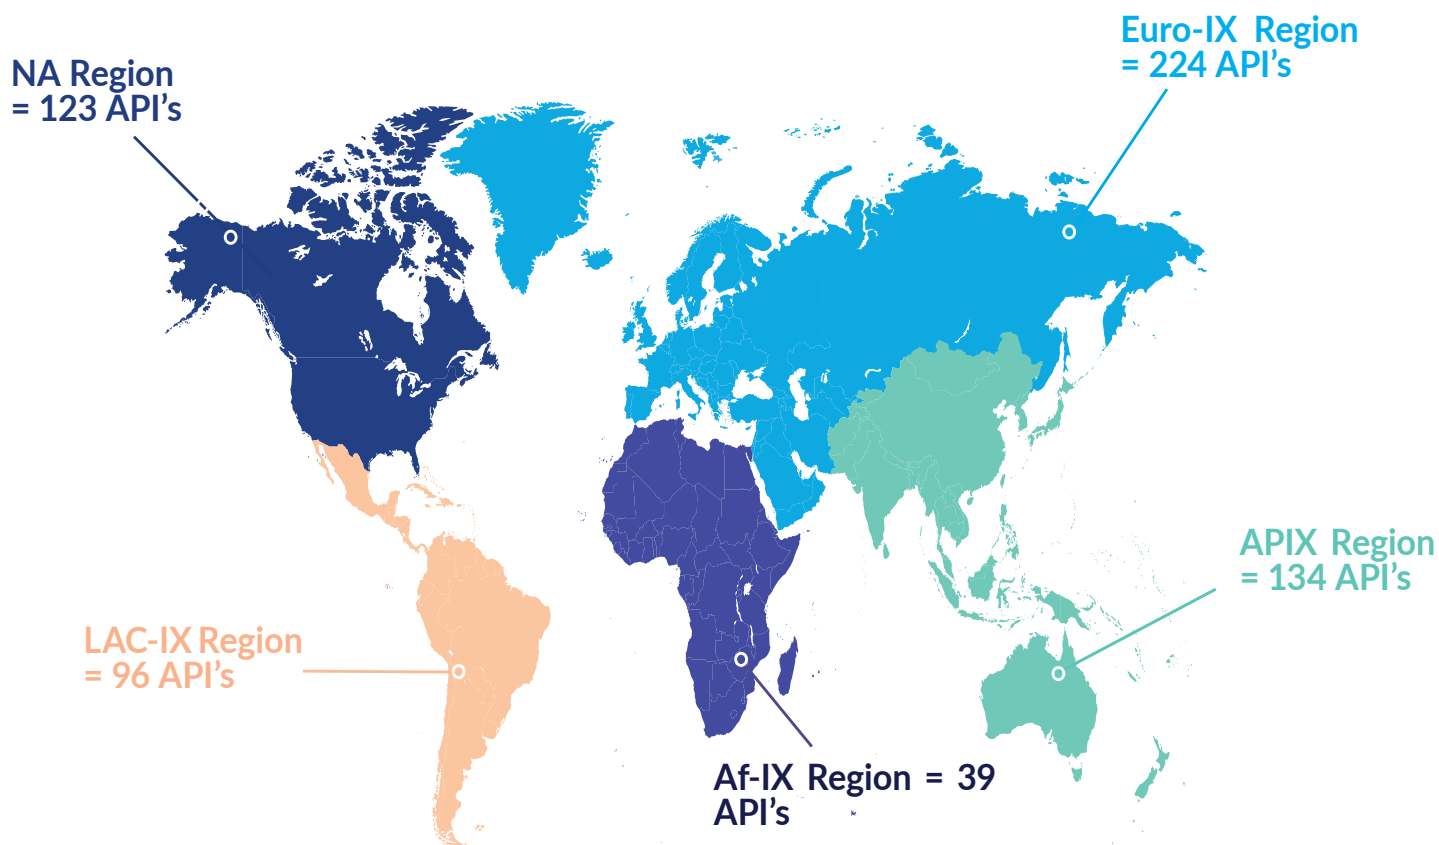 Euro-IX Region
= 224 API's
NA Region
= 123 API's
APIX Region
= 134 API's
LAC-IX Region
= 96 API's
Af-IX Region = 39
API's